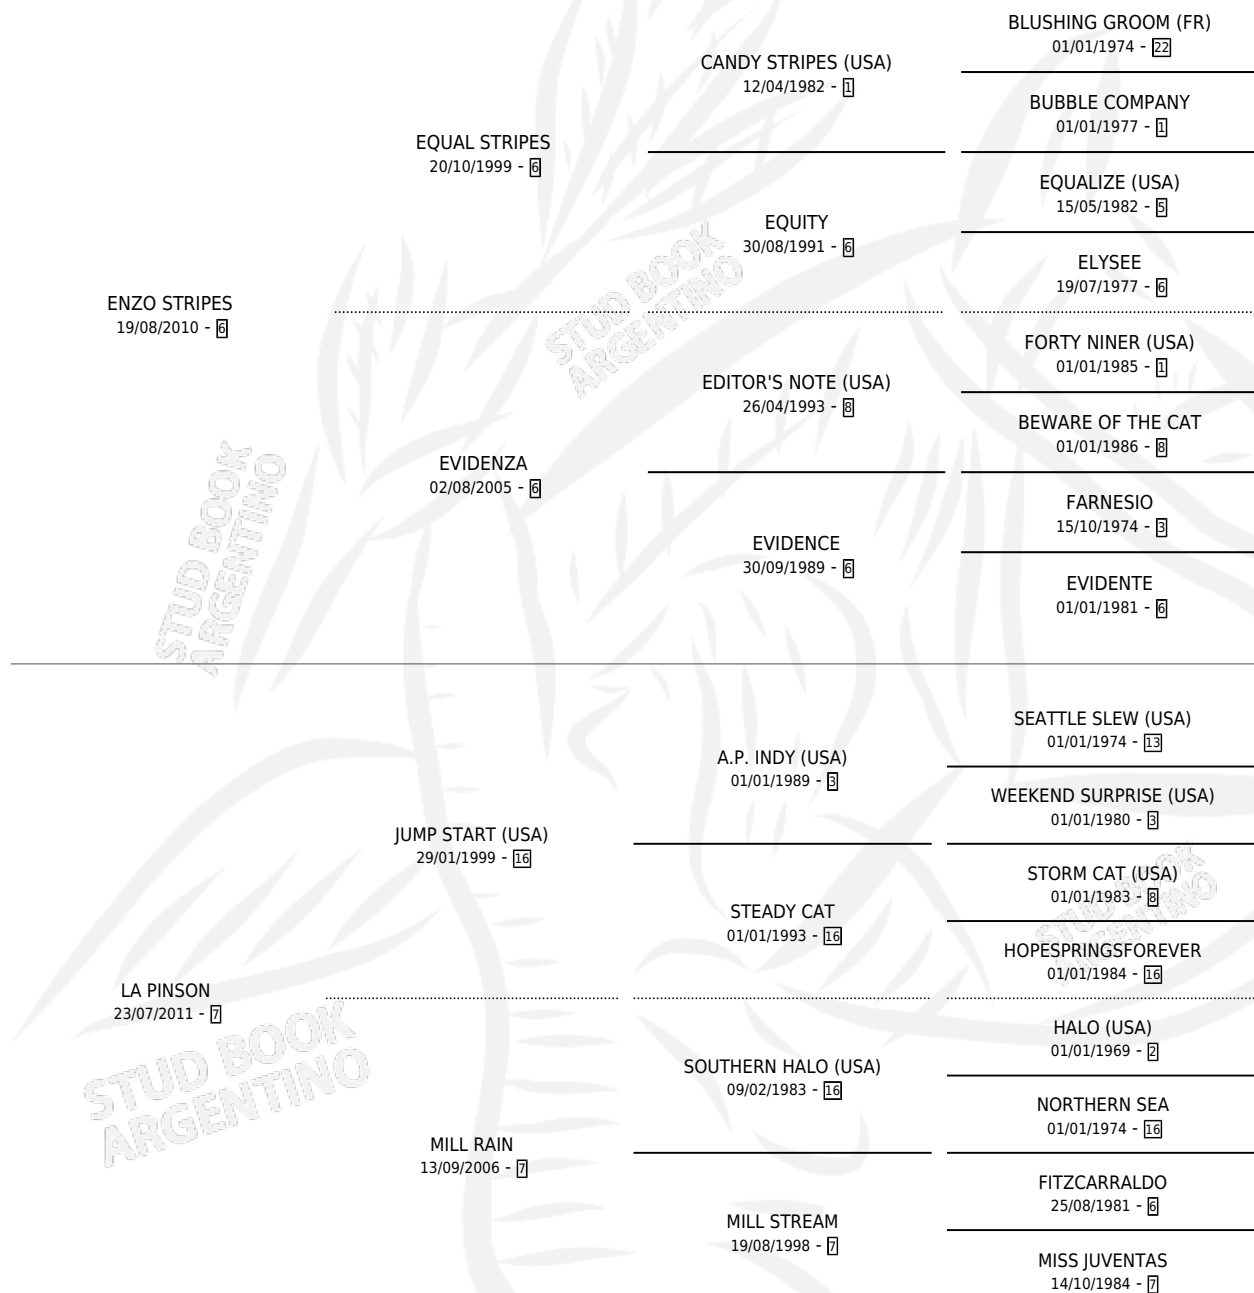 BLUSHING GROOM (FR)
01/01/1974 - 22
CANDY STRIPES (USA)
12/04/1982 - 1
BUBBLE COMPANY
01/01/1977 - 1
EQUAL STRIPES
20/10/1999 - 6
EQUALIZE (USA)
15/05/1982 - 5
EQUITY
30/08/1991 - 6
ELYSEE
19/07/1977 - 6
ENZO STRIPES
19/08/2010 - 6
FORTY NINER (USA)
01/01/1985 - 1
EDITOR'S NOTE (USA)
26/04/1993 - 8
BEWARE OF THE CAT
01/01/1986 - 8
EVIDENZA
02/08/2005 - 6
FARNESIO
15/10/1974 - 3
EVIDENCE
30/09/1989 - 6
EVIDENTE
01/01/1981 - 6
SEATTLE SLEW (USA)
01/01/1974 - 13
A.P. INDY (USA)
01/01/1989 - 3
WEEKEND SURPRISE (USA)
01/01/1980 - 3
JUMP START (USA)
29/01/1999 - 16
STORM CAT (USA)
01/01/1983 - 8
STEADY CAT
01/01/1993 - 16
HOPESPRINGSFOREVER
01/01/1984 - 16
LA PINSON
23/07/2011 - 7
HALO (USA)
01/01/1969 - 2
SOUTHERN HALO (USA)
09/02/1983 - 16
NORTHERN SEA
01/01/1974 - 16
MILL RAIN
13/09/2006 - 7
FITZCARRALDO
25/08/1981 - 6
MILL STREAM
19/08/1998 - 7
MISS JUVENTAS
14/10/1984 - 7
STUD BOOK
ARGENTINO
STUD BOOK
ARGENTINO
STUD BOOK
ARGENTINO
STUD BOOK
ARGENTINO